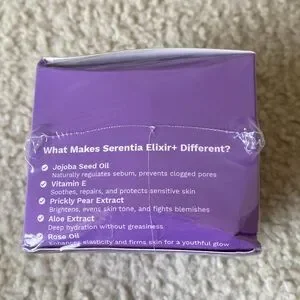 What Makes Serentia Elixir+ Different?
Jojoba Seed Oil
Naturally regulates sebum, prevents clogged pores
Vitamin E
Soothes, repairs, and protects sensitive skin
Prickly Pear Extract
Brightens, evens skin tone, and fights blemishes
Aloe Extract
Deep hydration without greasiness
Rose Oil
Enhances elasticity and firms skin for a youthful glow